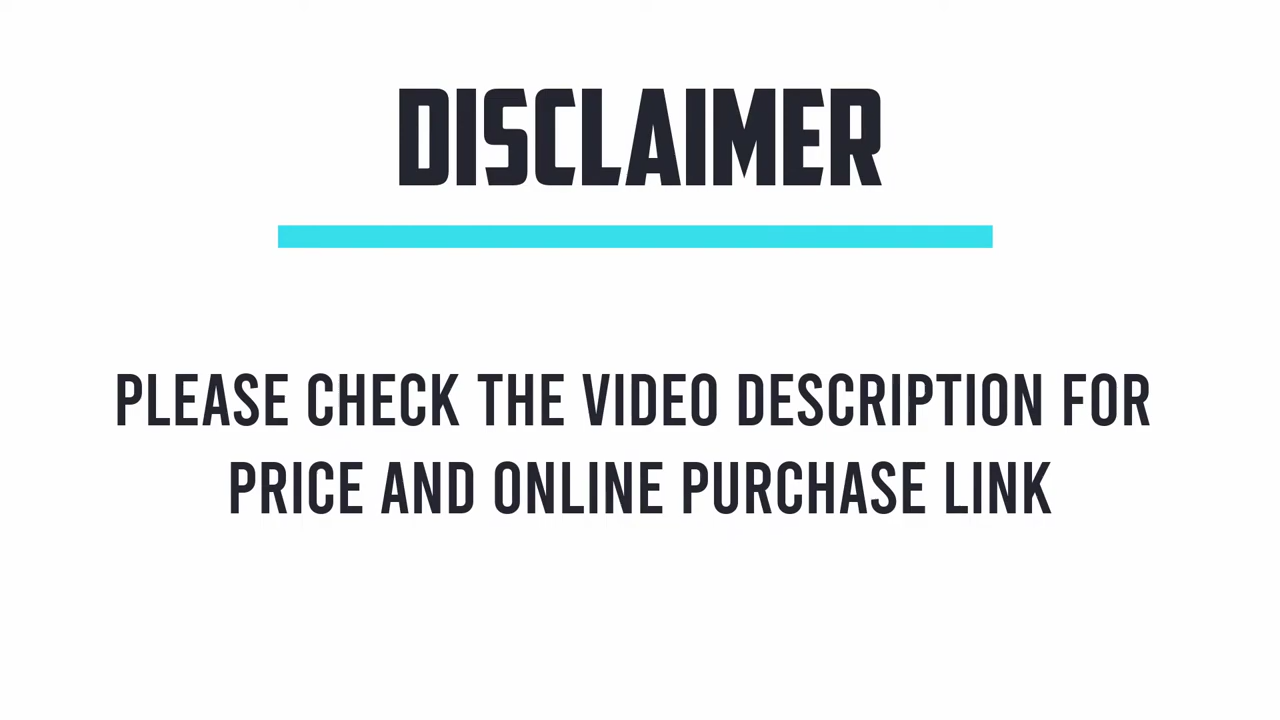 DISCLAIMER
PLEASE CHECK THE VIDEO DESCRIPTION FOR
PRICE AND ONLINE PURCHASE LINK